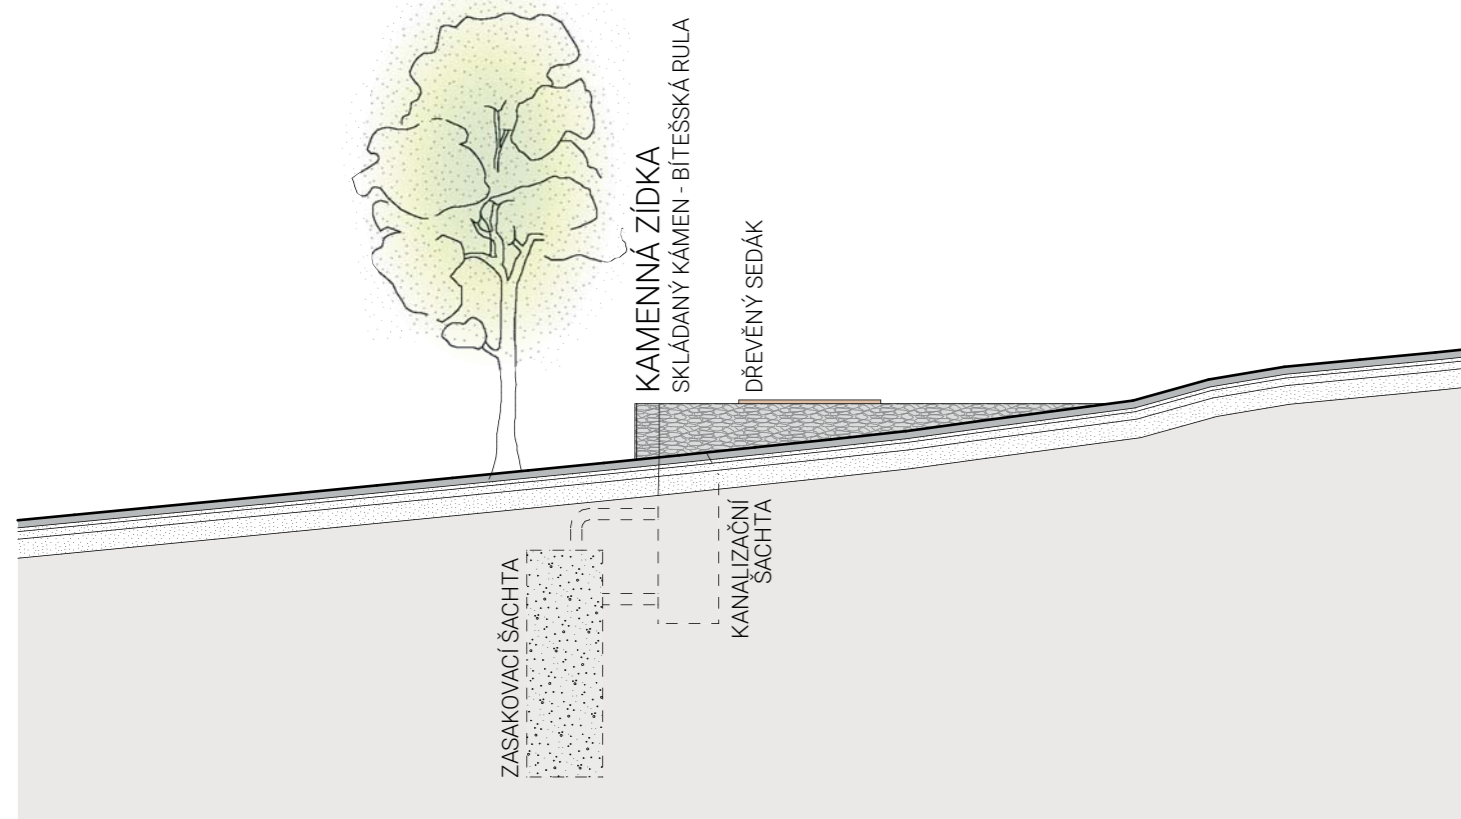 KAMENNÁ ZÍDKA
SKLÁDANÝ KÁMEN - BÍTEŠSKÁ RULA
DŘEVĚNÝ SEDÁK
ZASAKOVACÍ ŠACHTA
KANALIZAČNÍ
ŠACHTA